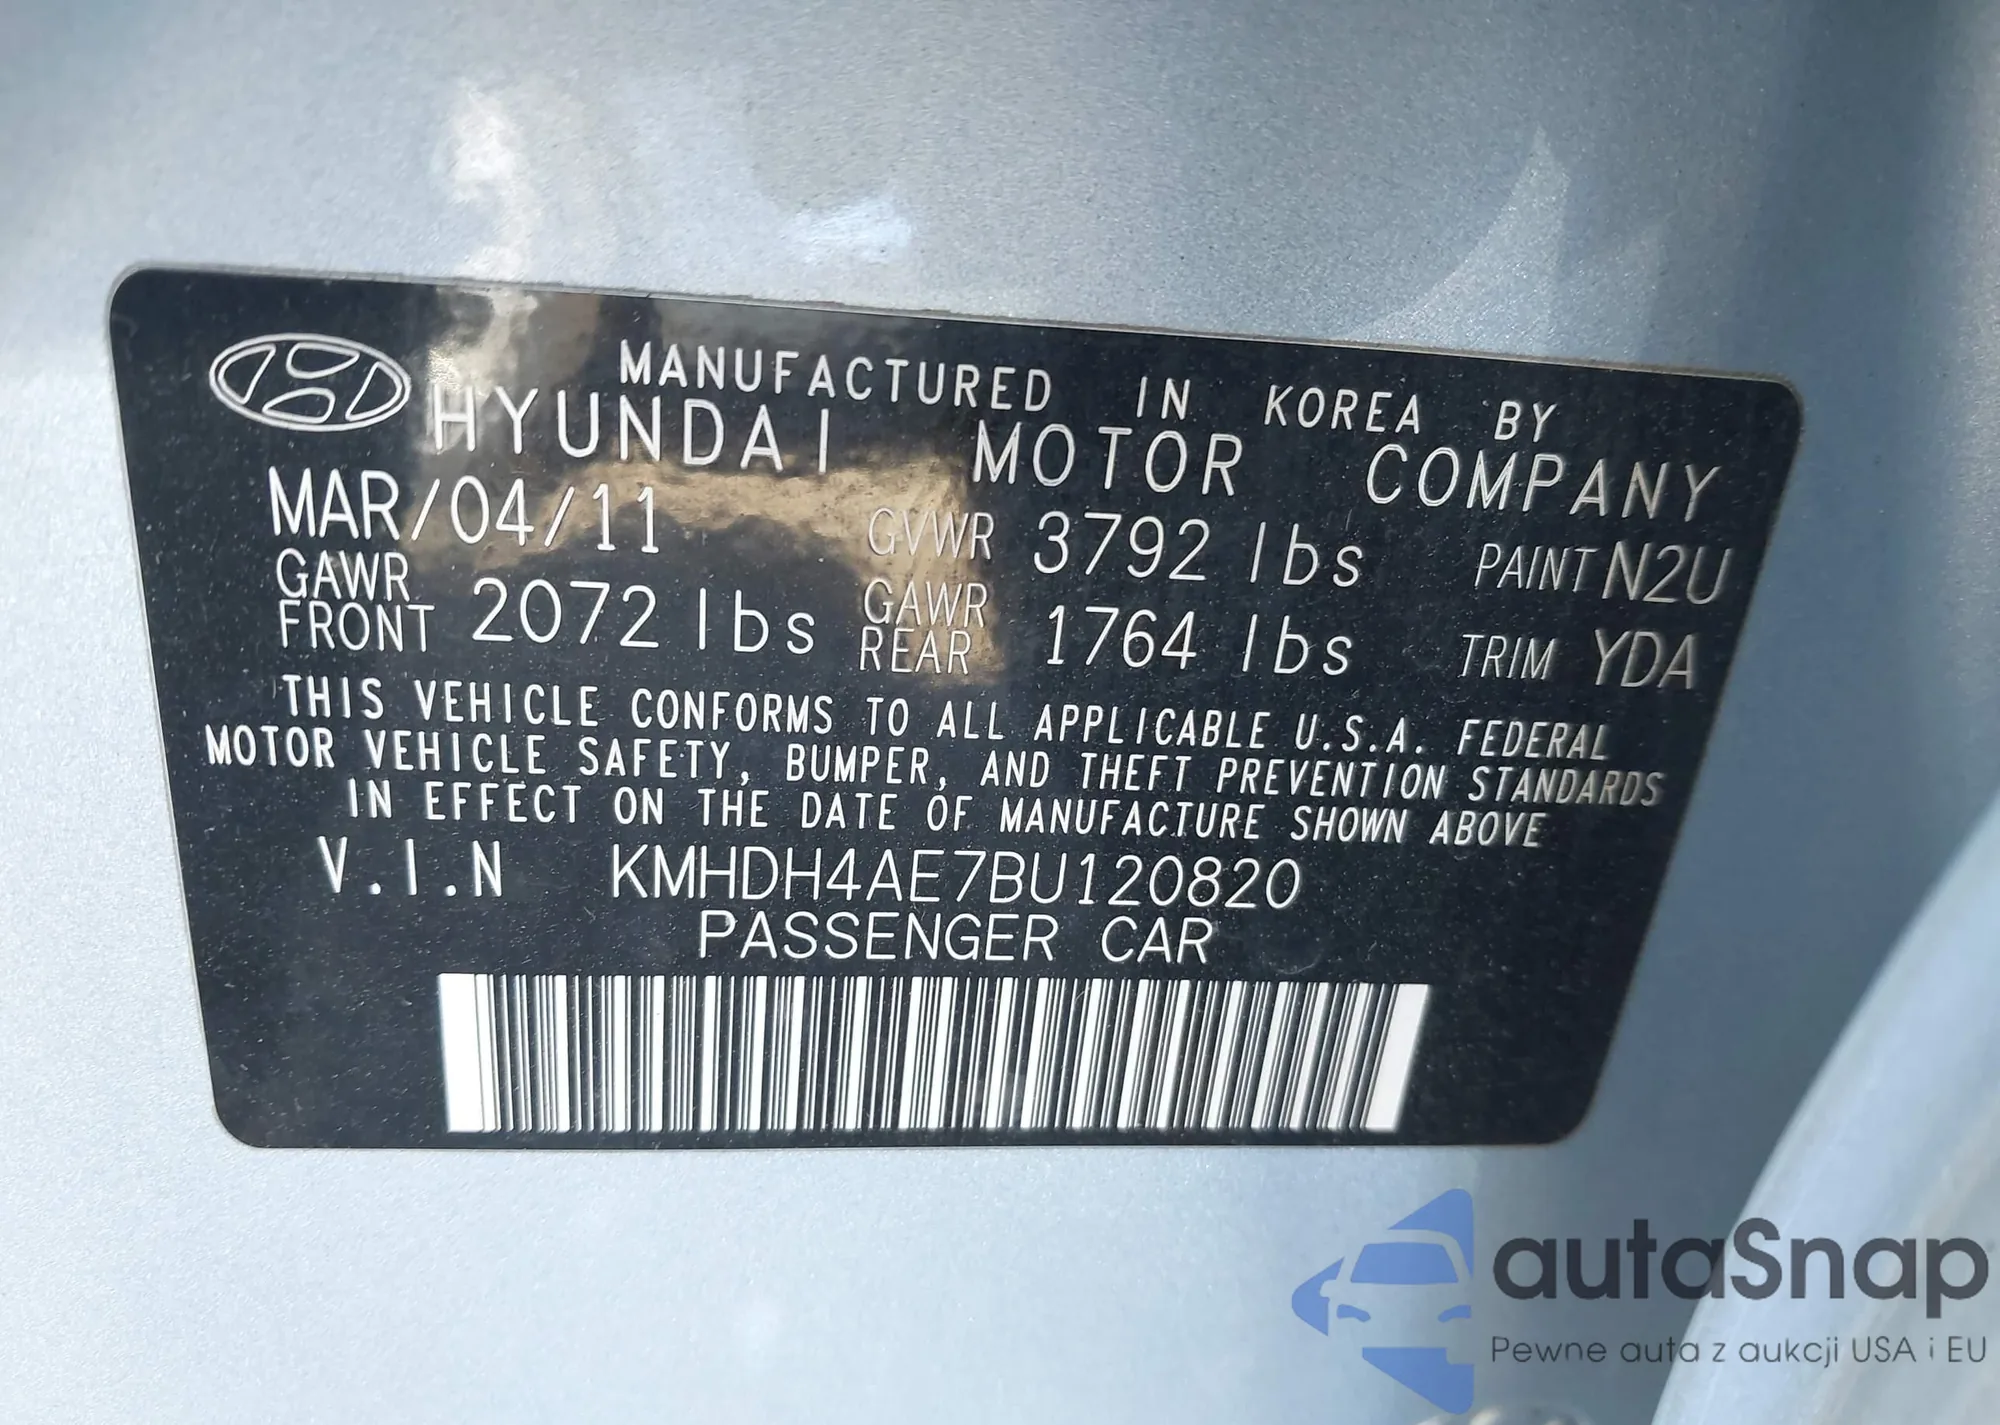 MANUFACTURED IN KOREA BY
HYUNDAI MOTOR COMPANY
MAR/04/11 GVWR 3792 lbs PAINT N2U
GAWR FRONT 2072 lbs GAWR REAR 1764 lbs TRIM YDA
THIS VEHICLE CONFORMS TO ALL APPLICABLE U.S.A. FEDERAL
MOTOR VEHICLE SAFETY, BUMPER, AND THEFT PREVENTION STANDARDS
IN EFFECT ON THE DATE OF MANUFACTURE SHOWN ABOVE
V.I.N KMHDH4AE7BU120820
PASSENGER CAR
autaSnap
Pewne auta z aukcji USA i EU